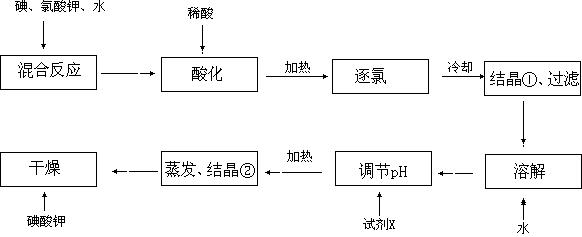 碘、氯酸钾、水
稀酸
混合反应
酸化
加热
逐氯
冷却
结晶①、过滤
干燥
蒸发、结晶②
加热
调节pH
溶解
碘酸钾
试剂X
水